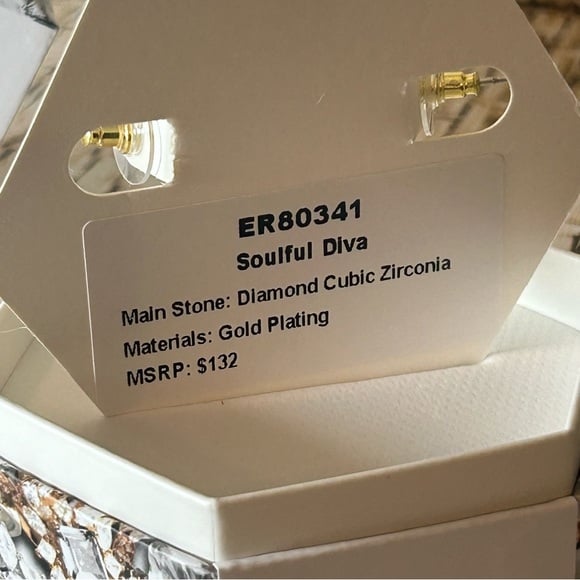 ER80341
Soulful Diva
Main Stone: Diamond Cubic Zirconia
Materials: Gold Plating
MSRP: $132